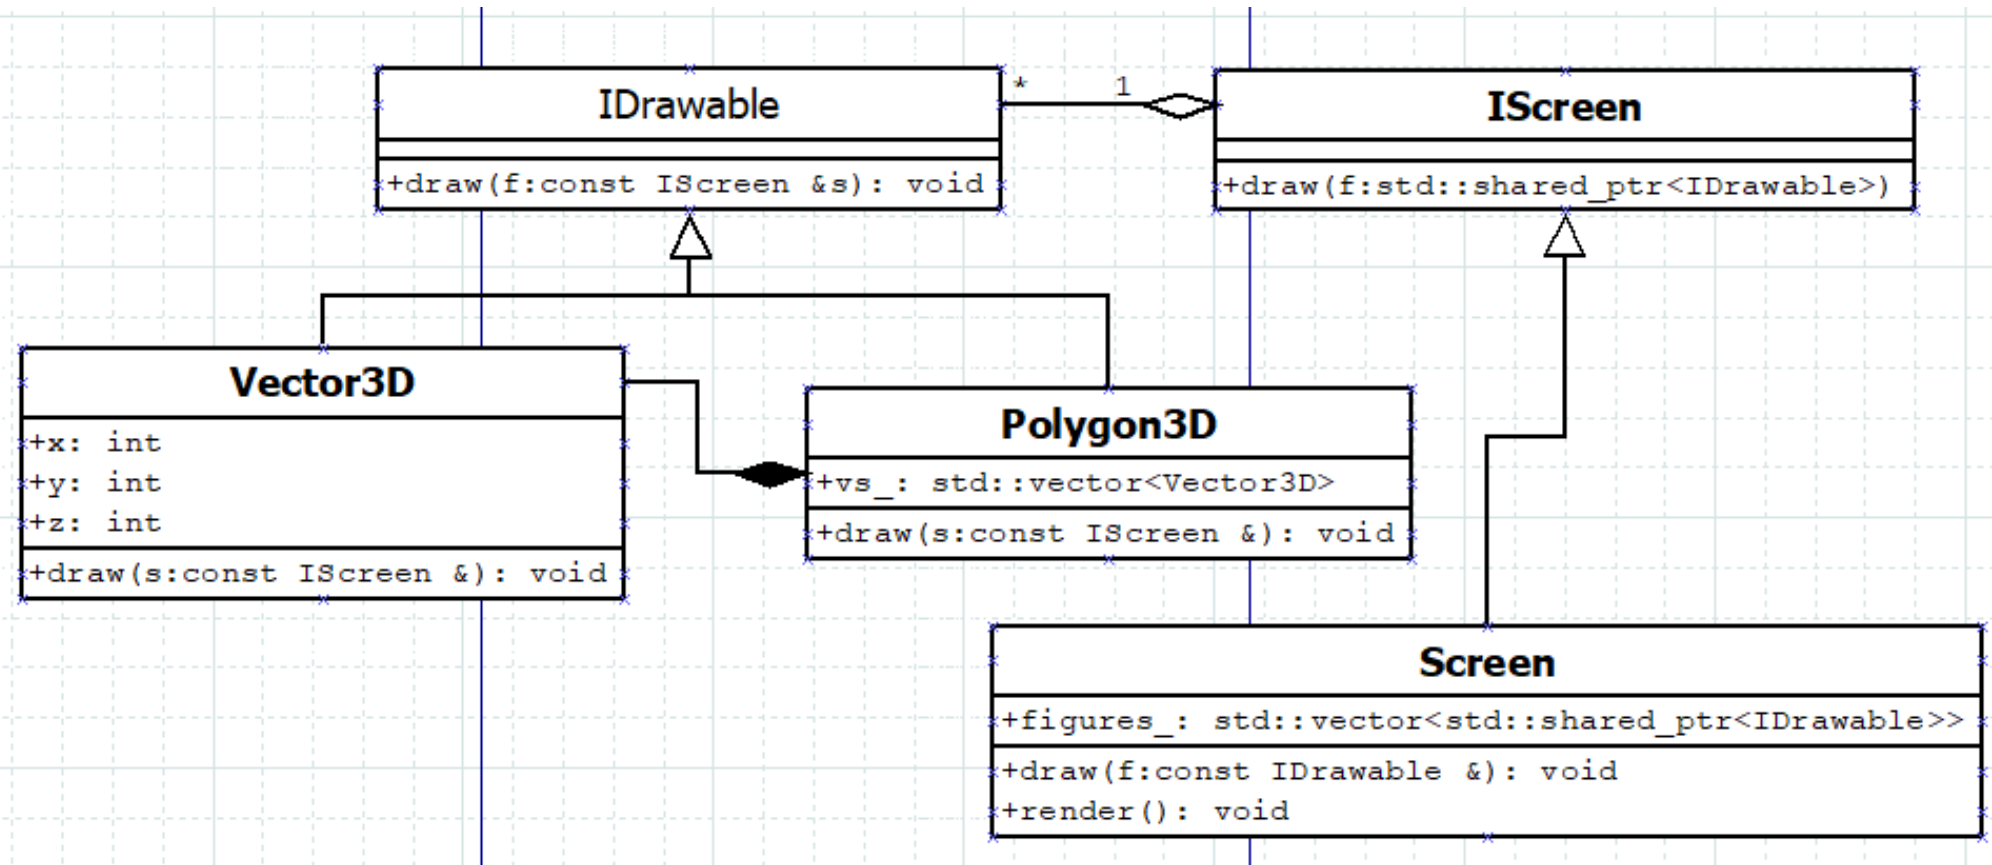 IDrawable
+draw(f:const IScreen &s): void
* 1
IScreen
+draw(f:std::shared_ptr<IDrawable>)
Vector3D
+x: int
+y: int
+z: int
+draw(s:const IScreen &): void
Polygon3D
+vs_: std::vector<Vector3D>
+draw(s:const IScreen &): void
Screen
+figures_: std::vector<std::shared_ptr<IDrawable>>
+draw(f:const IDrawable &): void
+render(): void